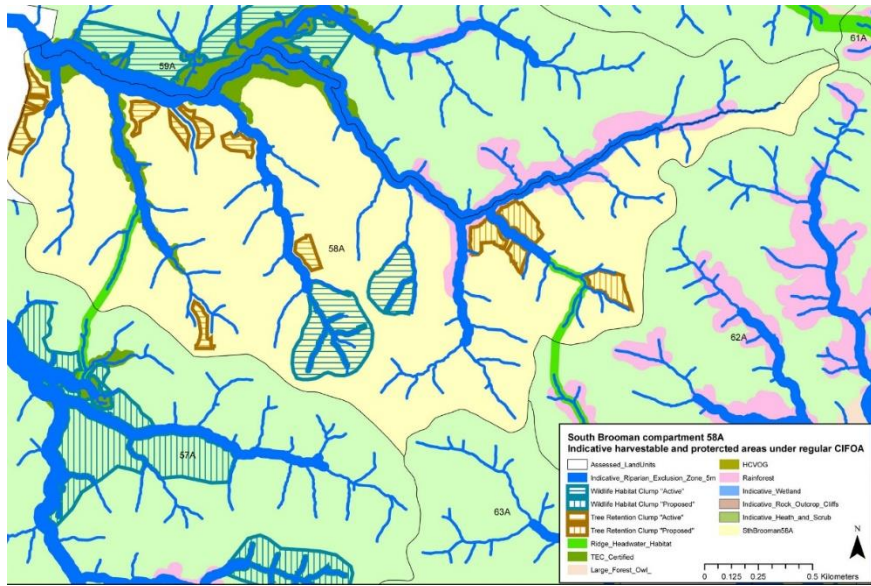 61A
59A
58A
62A
57A
63A
South Brooman compartment 58A
Indicative harvestable and protercted areas under regular CIFOA
Assessed_LandUnits
Indicative_Riparian_Exclusion_Zone_5m
Wildlife Habitat Clump "Active"
Wildlife Habitat Clump "Proposed"
Tree Retention Clump "Active"
Tree Retention Clump "Proposed"
Ridge_Headwater_Habitat
TEC_Certified
Large_Forest_Owl_
HCVOG
Rainforest
Indicative_Wetland
Indicative_Rock_Outcrop_Cliffs
Indicative_Heath_and_Scrub
SthBrooman58A
N
0 0.125 0.25 0.5 Kilometers